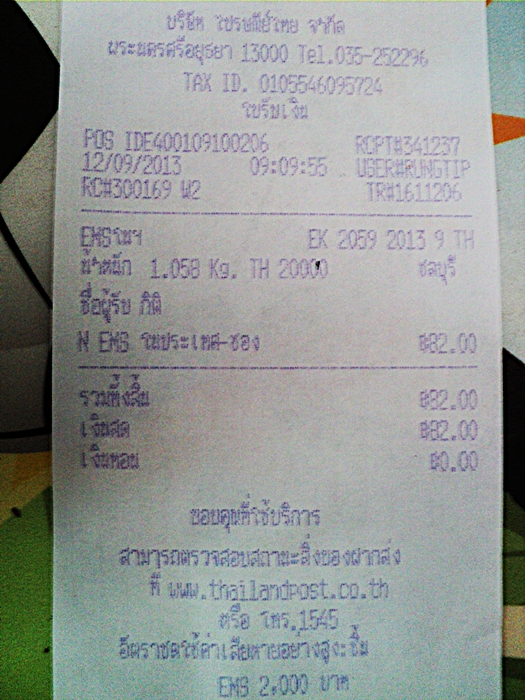 บริษัท ไปรษณีย์ไทย จำกัด
พระนครศรีอยุธยา 13000 Tel.035-252296
TAX ID. 0105546095724
ใบรับเงิน
POS IDE400109100206 RCPT#341237
12/09/2013 09:09:55 USER#RUNGTIP
RC#300169 W2 TR#1611206
EMSในฯ EK 2059 2013 9 TH
น้ำหนัก 1.058 Kg. TH 20000 ชลบุรี
ชื่อผู้รับ กิติ
N EMS ในประเทศ-ซอง ฿82.00
รวมทั้งสิ้น ฿82.00
เงินสด ฿82.00
เงินทอน ฿0.00
ขอบคุณที่ใช้บริการ
สามารถตรวจสอบสถานะสิ่งของฝากส่ง
ที่ www.thailandpost.co.th
หรือ โทร.1545
อัตราชดใช้ค่าเสียหายอย่างสูง:ชิ้น
EMS 2,000 บาท